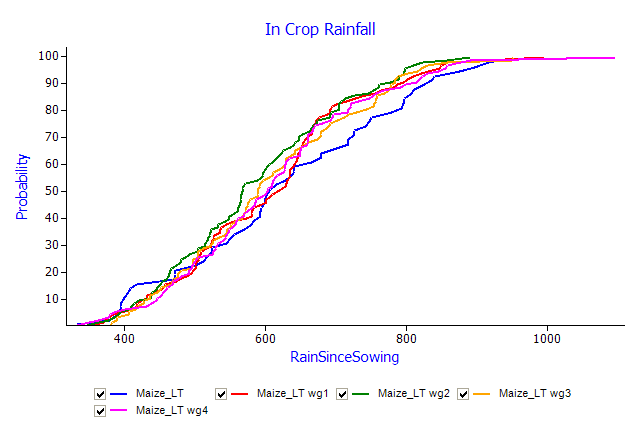 In Crop Rainfall
Probability
100
90
80
70
60
50
40
30
20
10
400 600 800 1000
RainSinceSowing
Maize_LT Maize_LT wg1 Maize_LT wg2 Maize_LT wg3
Maize_LT wg4